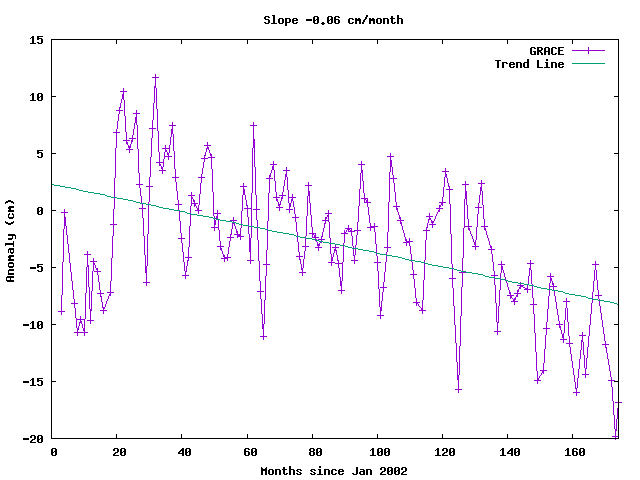 Slope -0.06 cm/month
GRACE
Trend Line
Anomaly (cm)
15
10
5
0
-5
-10
-15
-20
0 20 40 60 80 100 120 140 160
Months since Jan 2002